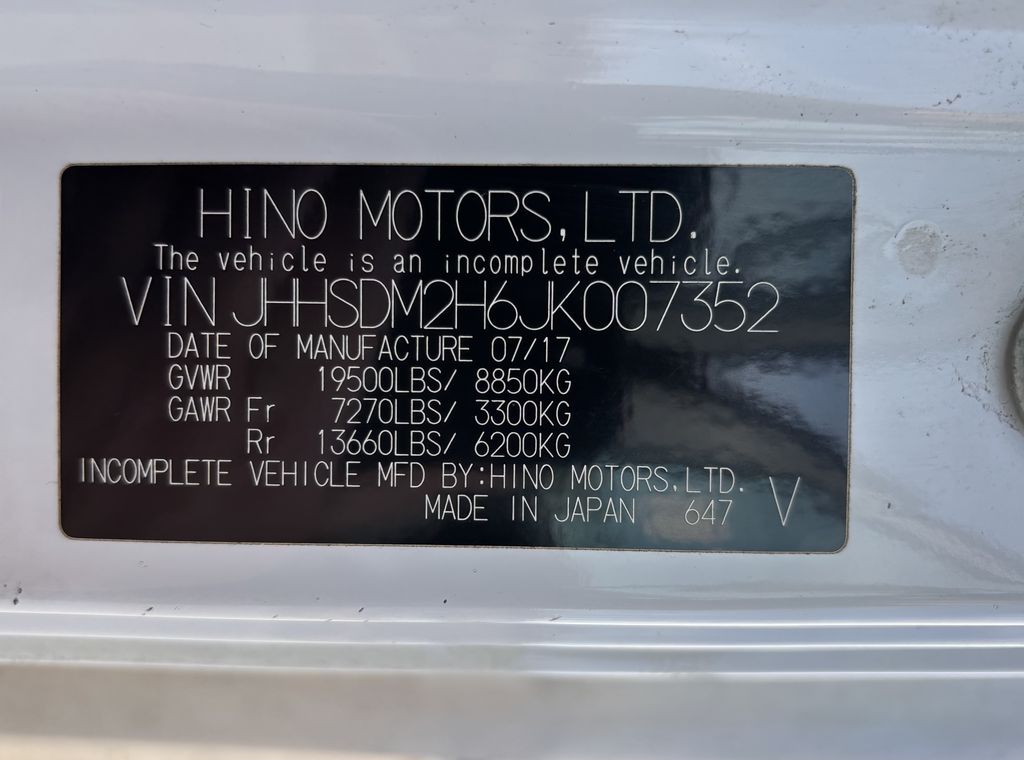 HINO MOTORS,LTD.
The vehicle is an incomplete vehicle.
VIN JHHSDM2H6JK007352
DATE OF MANUFACTURE 07/17
GVWR 19500LBS/ 8850KG
GAWR Fr 7270LBS/ 3300KG
Rr 13660LBS/ 6200KG
INCOMPLETE VEHICLE MFD BY:HINO MOTORS,LTD.
MADE IN JAPAN 647 V